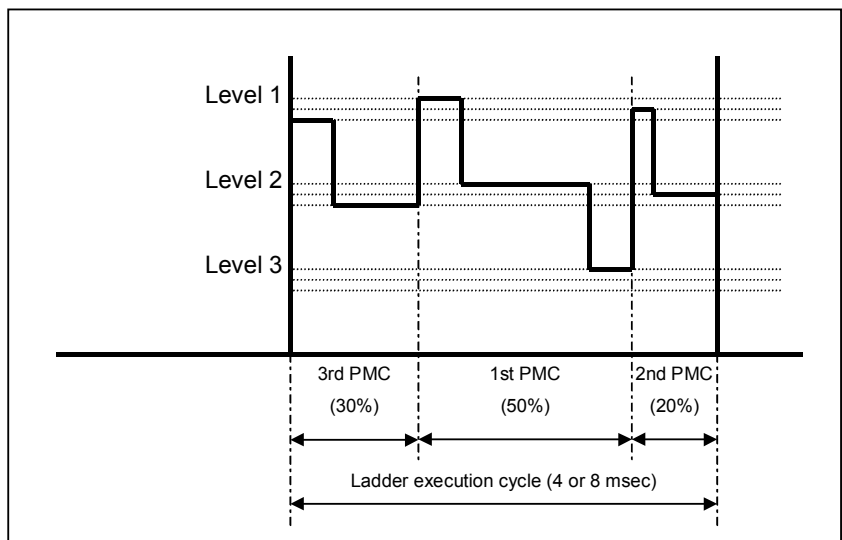 Level 1
Level 2
Level 3
3rd PMC
(30%)
1st PMC
(50%)
2nd PMC
(20%)
Ladder execution cycle (4 or 8 msec)